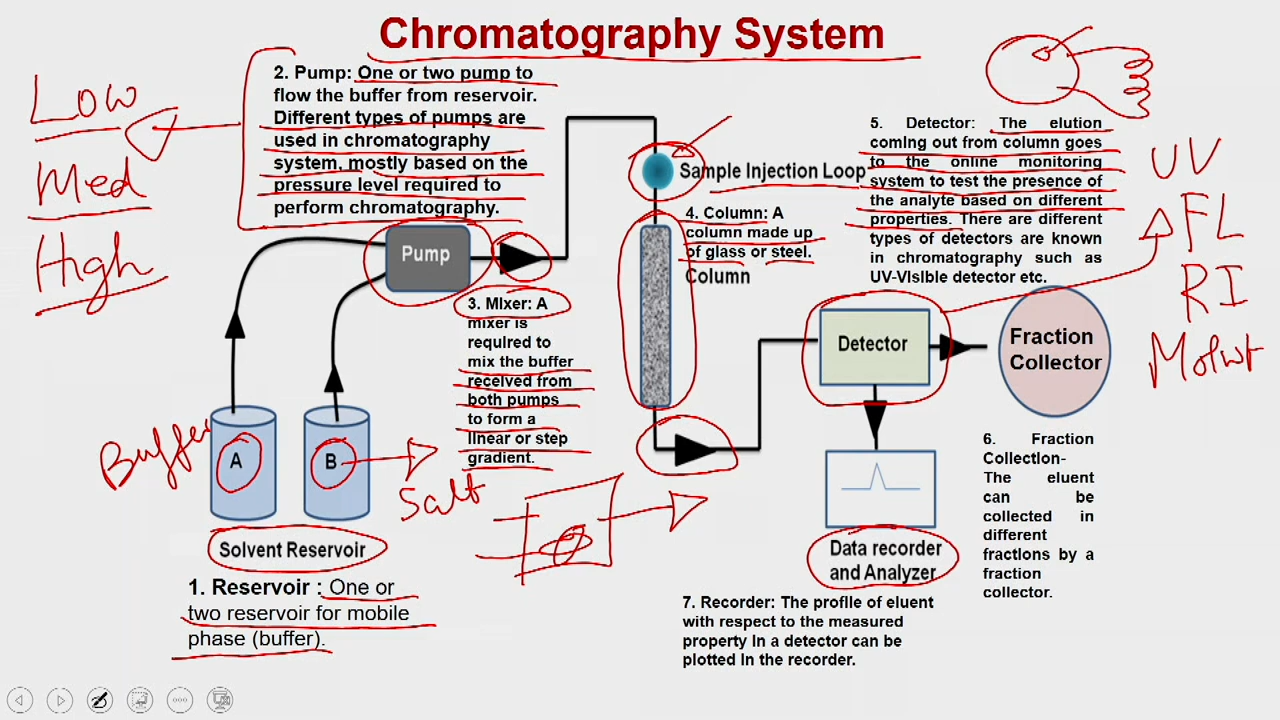 Chromatography System
Low
Med
High
2. Pump: One or two pump to
flow the buffer from reservoir.
Different types of pumps are
used in chromatography
system, mostly based on the
pressure level required to
perform chromatography.
Pump
Sample Injection Loop
4. Column: A
column made up
of glass or steel.
Column
5. Detector: The elution
coming out from column goes
to the online monitoring
system to test the presence of
the analyte based on different
properties. There are different
types of detectors are known
in chromatography such as
UV-Visible detector etc.
UV
FL
RI
Molwt
3. Mixer: A
mixer is
required to
mix the buffer
received from
both pumps
to form a
linear or step
gradient.
Detector
Fraction
Collector
Buffer
A
B
Salt
Solvent Reservoir
1. Reservoir : One or
two reservoir for mobile
phase (buffer).
6. Fraction
Collection-
The eluent
can be
collected in
different
fractions by a
fraction
collector.
Data recorder
and Analyzer
7. Recorder: The profile of eluent
with respect to the measured
property in a detector can be
plotted in the recorder.